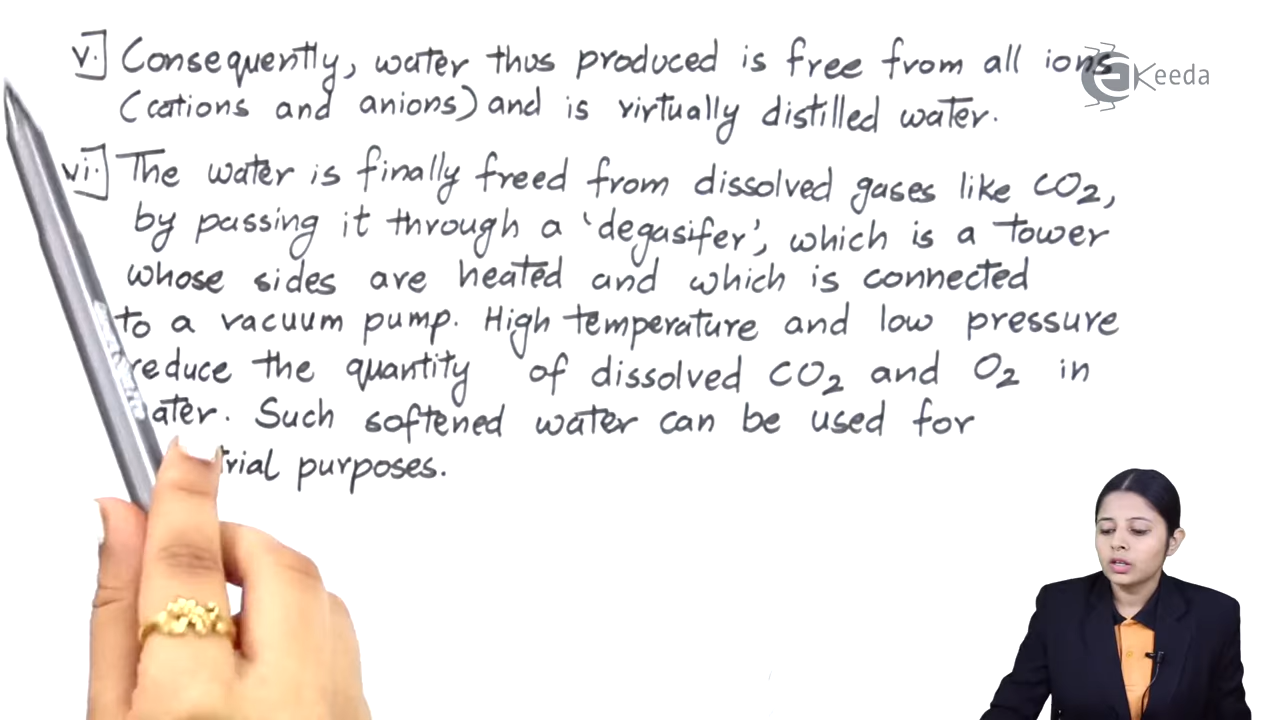 v.] Consequently, water thus produced is free from all ions
(cations and anions) and is virtually distilled water.
vi.] The water is finally freed from dissolved gases like CO2,
by passing it through a 'degasifer', which is a tower
whose sides are heated and which is connected
to a vacuum pump. High temperature and low pressure
reduce the quantity of dissolved CO2 and O2 in
ater. Such softened water can be used for
trial purposes.
eKeeda